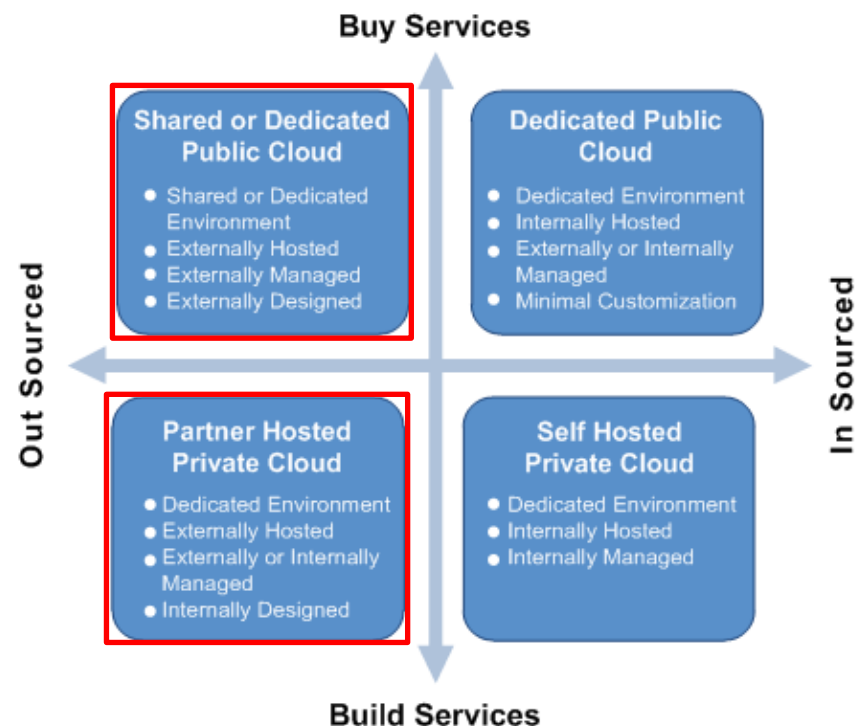 Buy Services
Shared or Dedicated
Public Cloud
Shared or Dedicated
Environment
Externally Hosted
Externally Managed
Externally Designed
Dedicated Public
Cloud
Dedicated Environment
Internally Hosted
Externally or Internally
Managed
Minimal Customization
Out Sourced
In Sourced
Partner Hosted
Private Cloud
Dedicated Environment
Externally Hosted
Externally or Internally
Managed
Internally Designed
Self Hosted
Private Cloud
Dedicated Environment
Internally Hosted
Internally Managed
Build Services